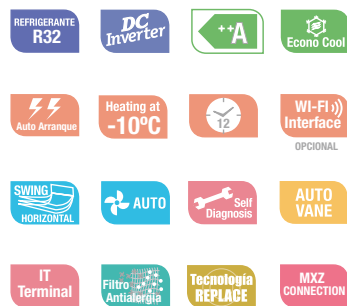 REFRIGERANTE
R32
DC
Inverter
++A
Econo Cool
Auto Arranque
Heating at
-10ºC
12
WI-FI
Interface
OPCIONAL
SWING
HORIZONTAL
AUTO
Self
Diagnosis
AUTO
VANE
IT
Terminal
Filtro
Antialergia
Tecnología
REPLACE
MXZ
CONNECTION